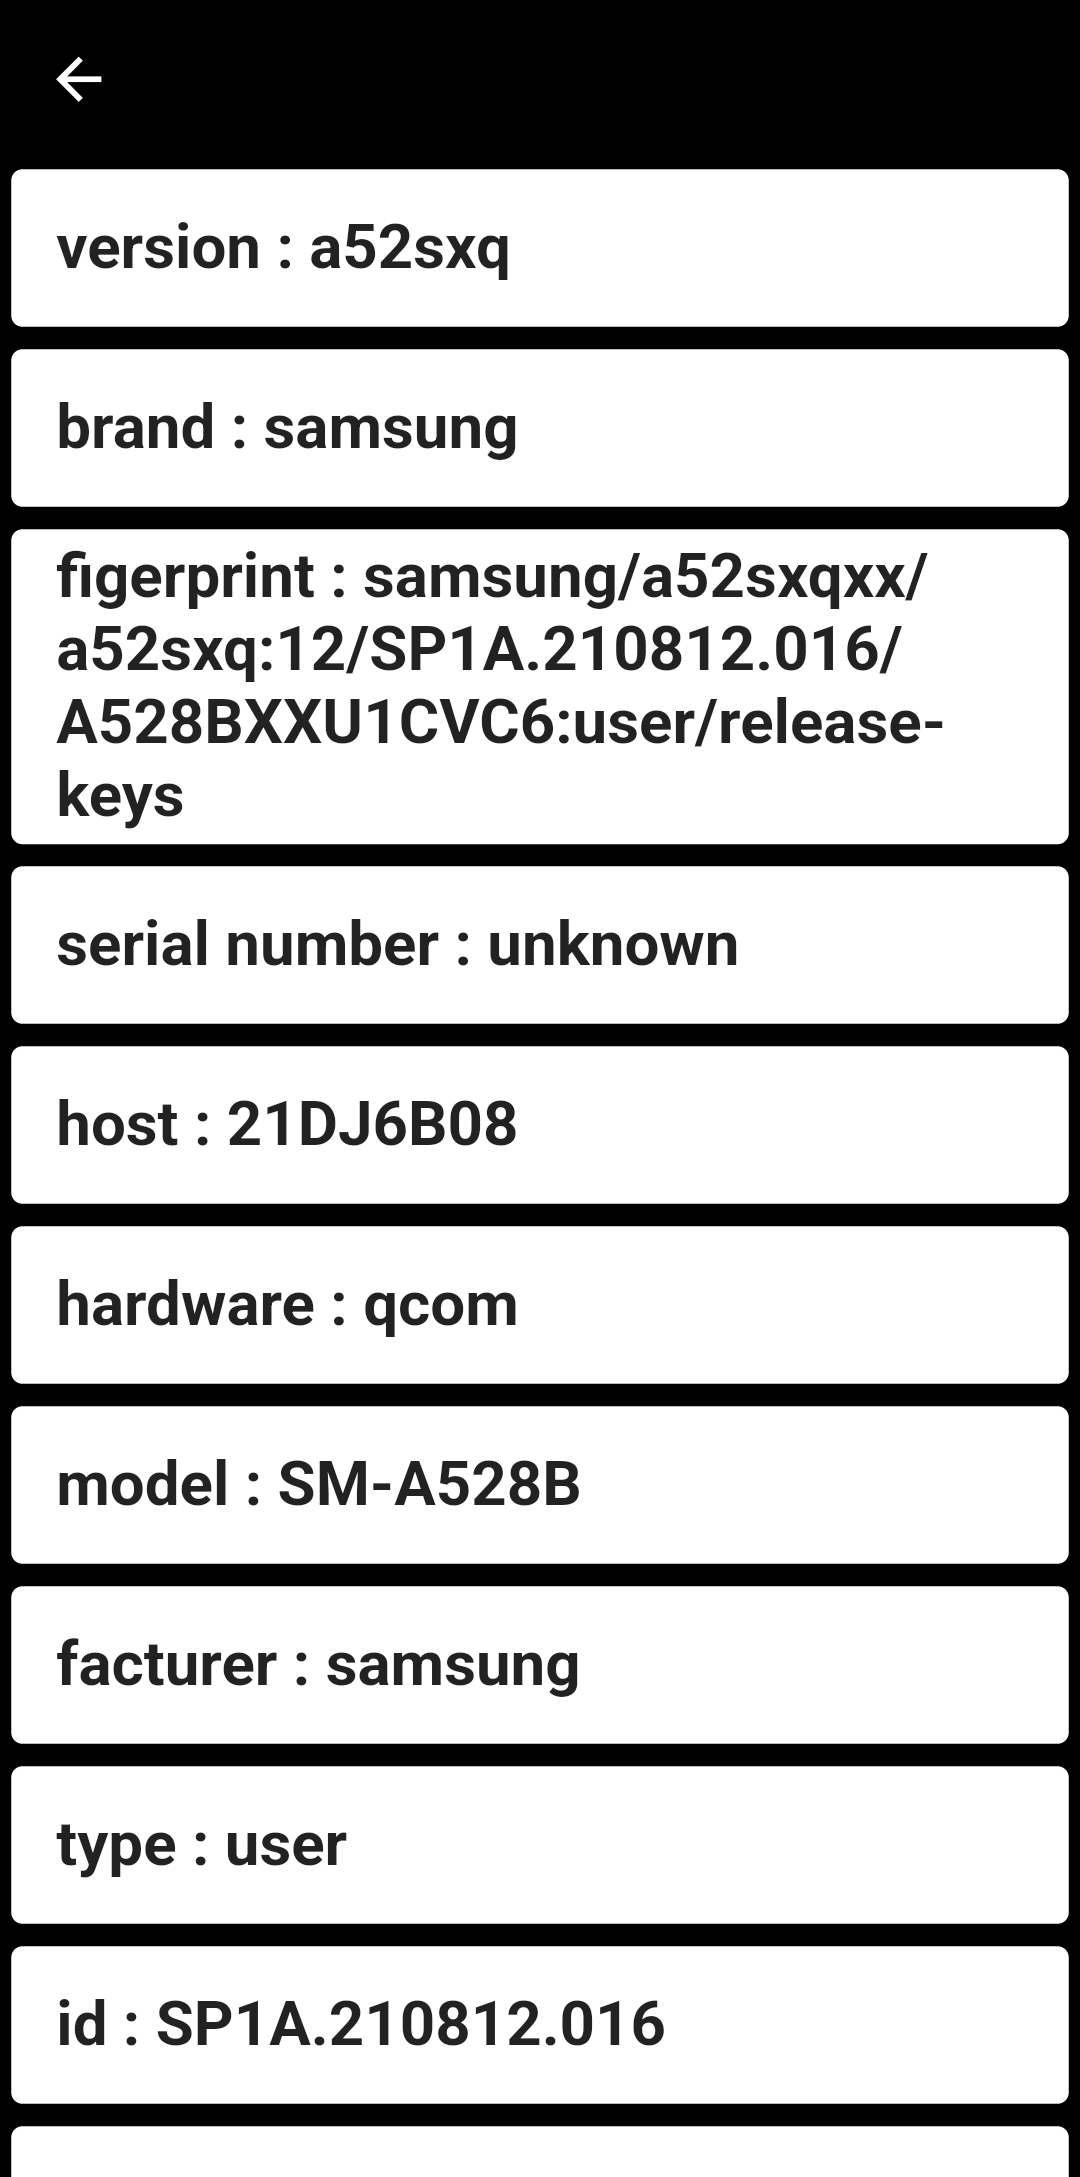 version : a52sxq
brand : samsung
figerprint : samsung/a52sxqxx/
a52sxq:12/SP1A.210812.016/
A528BXXU1CVC6:user/release-
keys
serial number : unknown
host : 21DJ6B08
hardware : qcom
model : SM-A528B
facturer : samsung
type : user
id : SP1A.210812.016